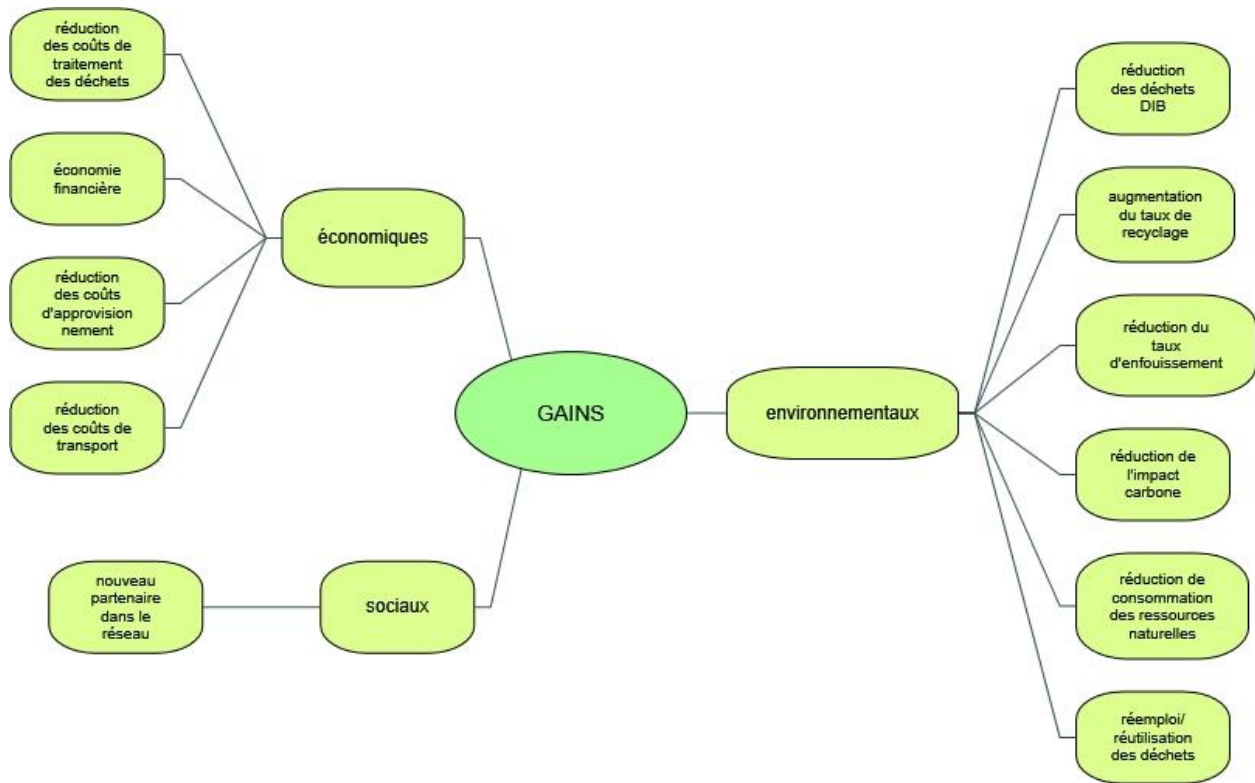 réduction
des coûts de
traitement
des déchets
économie
financière
réduction
des coûts
d'approvision
nement
réduction
des coûts de
transport
économiques
nouveau
partenaire
dans le
réseau
sociaux
GAINS
environnementaux
réduction
des déchets
DIB
augmentation
du taux de
recyclage
réduction du
taux
d'enfouissement
réduction de
l'impact
carbone
réduction de
consommation
des ressources
naturelles
réemploi/
réutilisation
des déchets